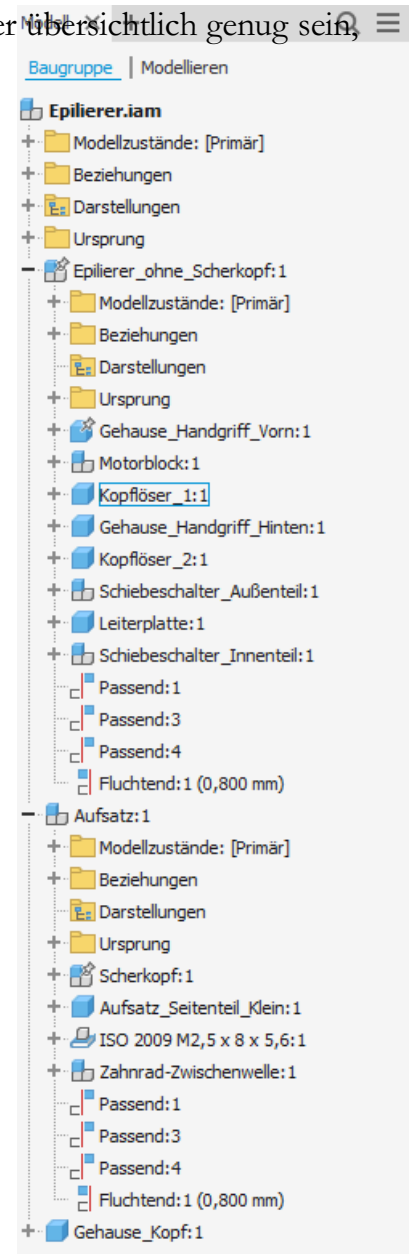 er übersichtlich genug sein,
Modell +
Baugruppe | Modellieren
Epilierer.iam
Modellzustände: [Primär]
Beziehungen
Darstellungen
Ursprung
Epilierer_ohne_Scherkopf:1
Modellzustände: [Primär]
Beziehungen
Darstellungen
Ursprung
Gehause_Handgriff_Vorn:1
Motorblock:1
Kopflöser_1:1
Gehause_Handgriff_Hinten:1
Kopflöser_2:1
Schiebeschalter_Außenteil:1
Leiterplatte:1
Schiebeschalter_Innenteil:1
Passend:1
Passend:3
Passend:4
Fluchtend:1 (0,800 mm)
Aufsatz:1
Modellzustände: [Primär]
Beziehungen
Darstellungen
Ursprung
Scherkopf:1
Aufsatz_Seitenteil_Klein:1
ISO 2009 M2,5 x 8 x 5,6:1
Zahnrad-Zwischenwelle:1
Passend:1
Passend:3
Passend:4
Fluchtend:1 (0,800 mm)
Gehause_Kopf:1